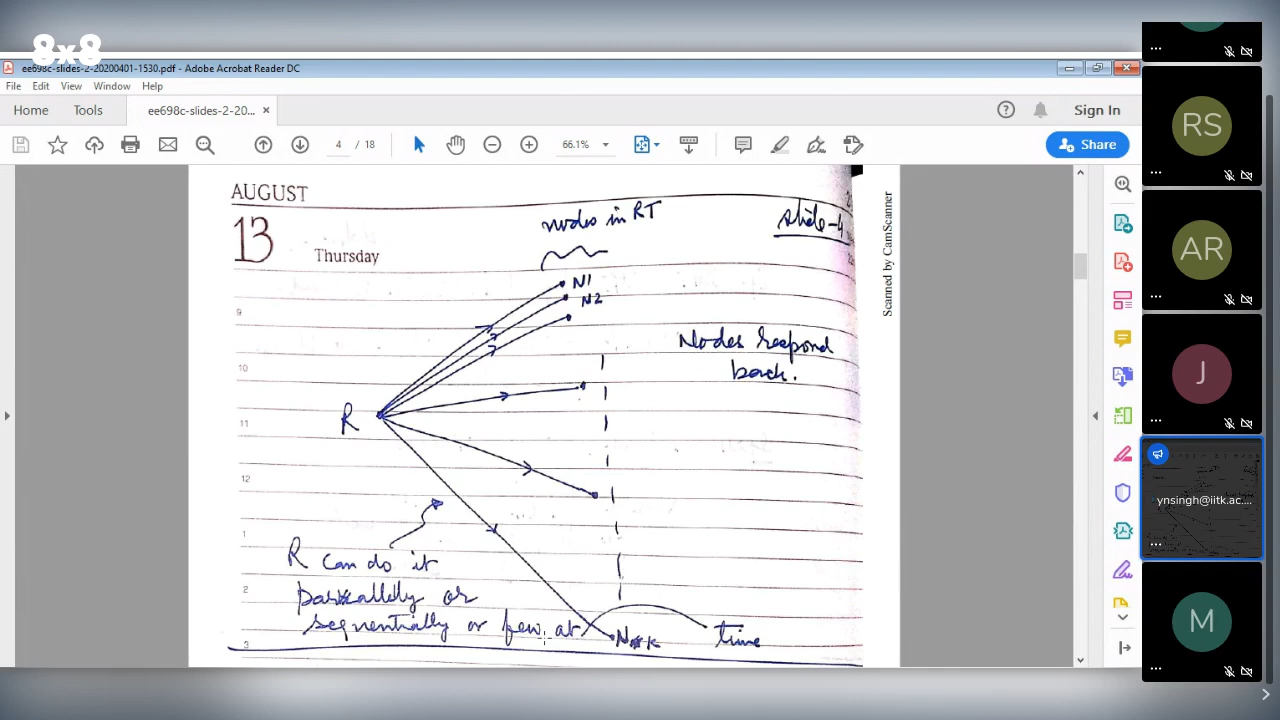 8x8
ee698c-slides-2-20200401-1530.pdf - Adobe Acrobat Reader DC
File Edit View Window Help
Home Tools ee698c-slides-2-20... × Sign In
4 / 18 66.1% Share
AUGUST
13 Thursday
nodes in RT
slide-4
N1
N2
9
Nodes respond
back.
10
R
11
12
1
R can do it
2
parallelly or
sequentially or few at time
3
Scanned by CamScanner
RS
AR
J
ynsingh@iitk.ac....
M